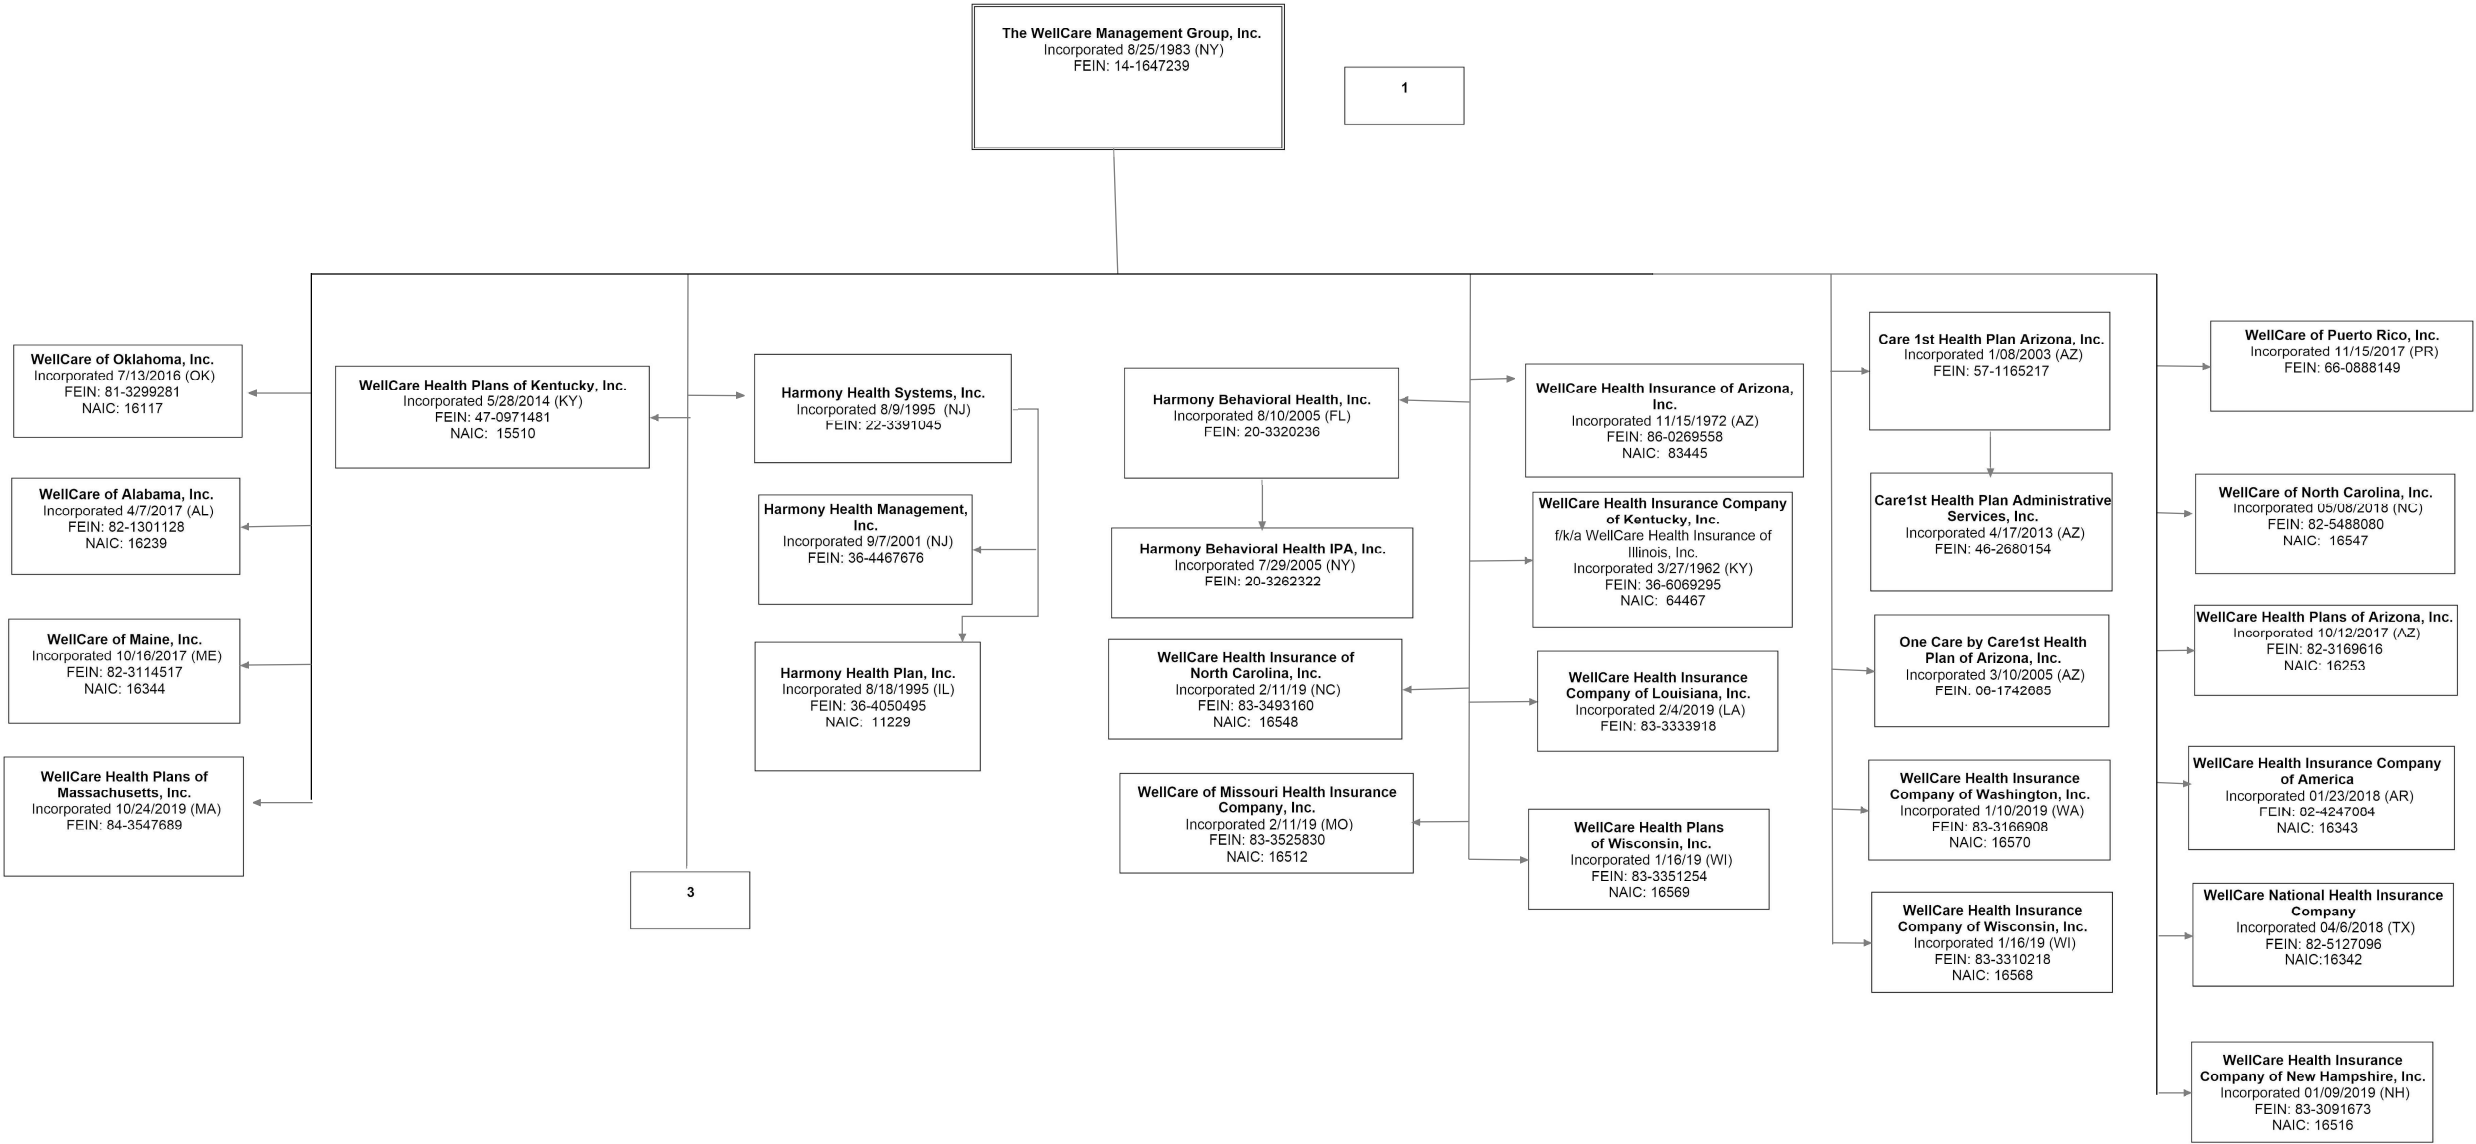 The WellCare Management Group, Inc.
Incorporated 8/25/1983 (NY)
FEIN: 14-1647239
1
WellCare of Oklahoma, Inc.
Incorporated 7/13/2016 (OK)
FEIN: 81-3299281
NAIC: 16117
WellCare of Alabama, Inc.
Incorporated 4/7/2017 (AL)
FEIN: 82-1301128
NAIC: 16239
WellCare of Maine, Inc.
Incorporated 10/16/2017 (ME)
FEIN: 82-3114517
NAIC: 16344
WellCare Health Plans of
Massachusetts, Inc.
Incorporated 10/24/2019 (MA)
FEIN: 84-3547689
WellCare Health Plans of Kentucky, Inc.
Incorporated 5/28/2014 (KY)
FEIN: 47-0971481
NAIC: 15510
3
Harmony Health Systems, Inc.
Incorporated 8/9/1995 (NJ)
FEIN: 22-3391045
Harmony Health Management,
Inc.
Incorporated 9/7/2001 (NJ)
FEIN: 36-4467676
Harmony Health Plan, Inc.
Incorporated 8/18/1995 (IL)
FEIN: 36-4050495
NAIC: 11229
Harmony Behavioral Health, Inc.
Incorporated 8/10/2005 (FL)
FEIN: 20-3320236
Harmony Behavioral Health IPA, Inc.
Incorporated 7/29/2005 (NY)
FEIN: 20-3262322
WellCare Health Insurance of
North Carolina, Inc.
Incorporated 2/11/19 (NC)
FEIN: 83-3493160
NAIC: 16548
WellCare of Missouri Health Insurance
Company, Inc.
Incorporated 2/11/19 (MO)
FEIN: 83-3525830
NAIC: 16512
WellCare Health Insurance of Arizona,
Inc.
Incorporated 11/15/1972 (AZ)
FEIN: 86-0269558
NAIC: 83445
WellCare Health Insurance Company
of Kentucky, Inc.
f/k/a WellCare Health Insurance of
Illinois, Inc.
Incorporated 3/27/1962 (KY)
FEIN: 36-6069295
NAIC: 64467
WellCare Health Insurance
Company of Louisiana, Inc.
Incorporated 2/4/2019 (LA)
FEIN: 83-3333918
WellCare Health Plans
of Wisconsin, Inc.
Incorporated 1/16/19 (WI)
FEIN: 83-3351254
NAIC: 16569
Care 1st Health Plan Arizona, Inc.
Incorporated 1/08/2003 (AZ)
FEIN: 57-1165217
Care1st Health Plan Administrative
Services, Inc.
Incorporated 4/17/2013 (AZ)
FEIN: 46-2680154
One Care by Care1st Health
Plan of Arizona, Inc.
Incorporated 3/10/2005 (AZ)
FEIN: 06-1742685
WellCare Health Insurance
Company of Washington, Inc.
Incorporated 1/10/2019 (WA)
FEIN: 83-3166908
NAIC: 16570
WellCare Health Insurance
Company of Wisconsin, Inc.
Incorporated 1/16/19 (WI)
FEIN: 83-3310218
NAIC: 16568
WellCare of Puerto Rico, Inc.
Incorporated 11/15/2017 (PR)
FEIN: 66-0888149
WellCare of North Carolina, Inc.
Incorporated 05/08/2018 (NC)
FEIN: 82-5488080
NAIC: 16547
WellCare Health Plans of Arizona, Inc.
Incorporated 10/12/2017 (AZ)
FEIN: 82-3169616
NAIC: 16253
WellCare Health Insurance Company
of America
Incorporated 01/23/2018 (AR)
FEIN: 82-4247084
NAIC: 16343
WellCare National Health Insurance
Company
Incorporated 04/6/2018 (TX)
FEIN: 82-5127096
NAIC:16342
WellCare Health Insurance
Company of New Hampshire, Inc.
Incorporated 01/09/2019 (NH)
FEIN: 83-3091673
NAIC: 16516